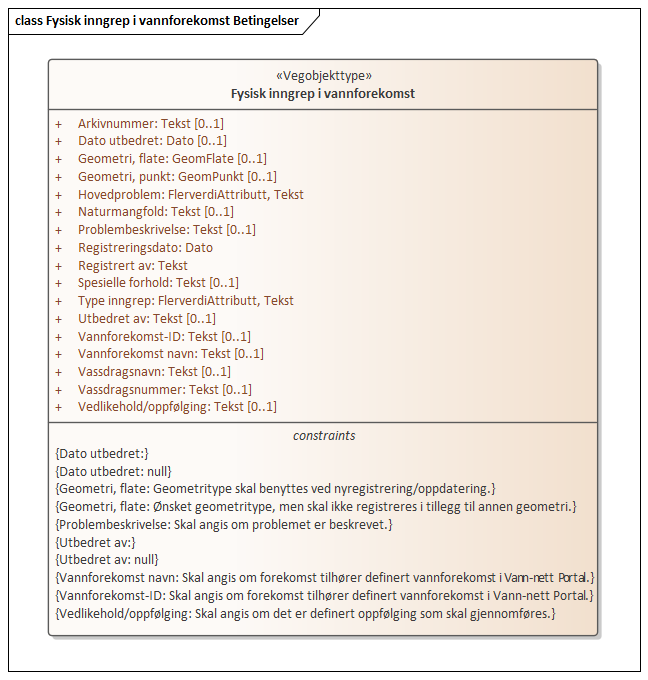 class Fysisk inngrep i vannforekomst Betingelser
«Vegobjekttype»
Fysisk inngrep i vannforekomst
+ Arkivnummer: Tekst [0..1]
+ Dato utbedret: Dato [0..1]
+ Geometri, flate: GeomFlate [0..1]
+ Geometri, punkt: GeomPunkt [0..1]
+ Hovedproblem: FlerverdiAttributt, Tekst
+ Naturmangfold: Tekst [0..1]
+ Problembeskrivelse: Tekst [0..1]
+ Registreringsdato: Dato
+ Registrert av: Tekst
+ Spesielle forhold: Tekst [0..1]
+ Type inngrep: FlerverdiAttributt, Tekst
+ Utbedret av: Tekst [0..1]
+ Vannforekomst-ID: Tekst [0..1]
+ Vannforekomst navn: Tekst [0..1]
+ Vassdragsnavn: Tekst [0..1]
+ Vassdragsnummer: Tekst [0..1]
+ Vedlikehold/oppfølging: Tekst [0..1]
constraints
{Dato utbedret:}
{Dato utbedret: null}
{Geometri, flate: Geometritype skal benyttes ved nyregistrering/oppdatering.}
{Geometri, flate: Ønsket geometritype, men skal ikke registreres i tillegg til annen geometri.}
{Problembeskrivelse: Skal angis om problemet er beskrevet.}
{Utbedret av:}
{Utbedret av: null}
{Vannforekomst navn: Skal angis om forekomst tilhører definert vannforekomst i Vann-nett Portal.}
{Vannforekomst-ID: Skal angis om forekomst tilhører definert vannforekomst i Vann-nett Portal.}
{Vedlikehold/oppfølging: Skal angis om det er definert oppfølging som skal gjennomføres.}